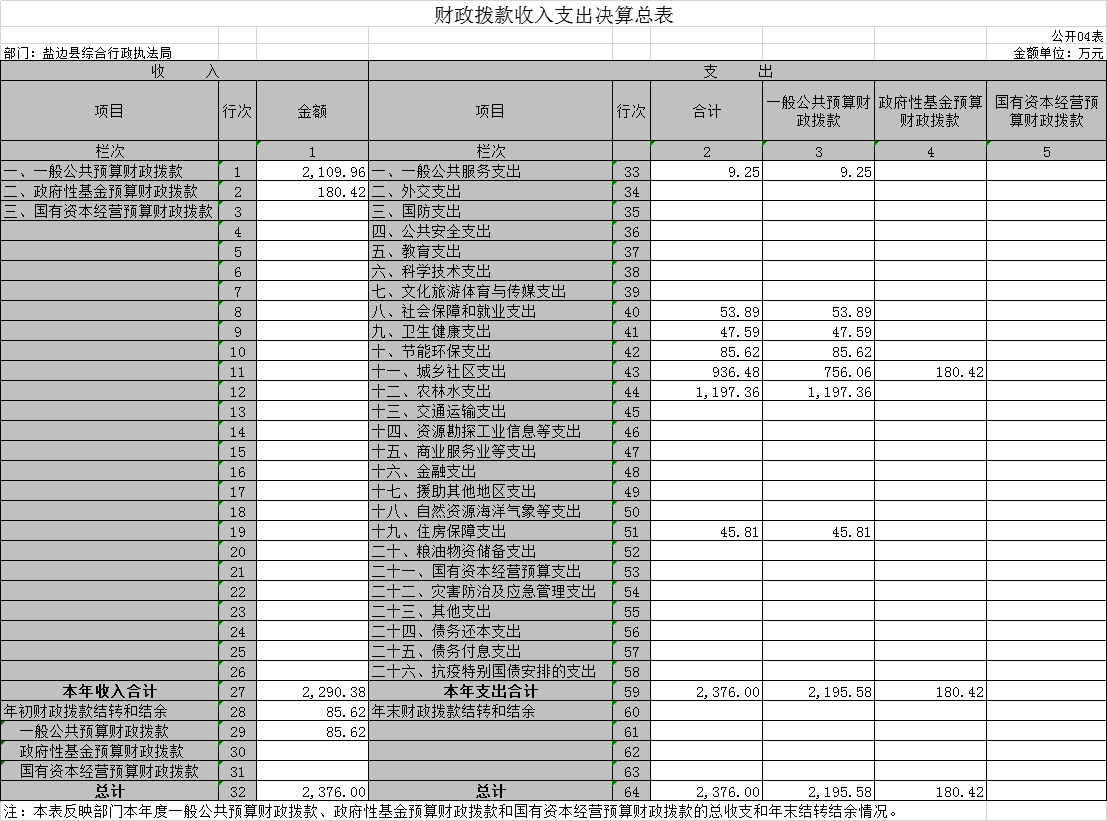 财政拨款收入支出决算总表
公开04表
部门：盐边县综合行政执法局 金额单位：万元
收 入 支 出
项目 行次 金额 项目 行次 合计 一般公共预算财政拨款 政府性基金预算财政拨款 国有资本经营预算财政拨款
栏次 1 栏次 2 3 4 5
一、一般公共预算财政拨款 1 2,109.96 一、一般公共服务支出 33 9.25 9.25
二、政府性基金预算财政拨款 2 180.42 二、外交支出 34
三、国有资本经营预算财政拨款 3 三、国防支出 35
4 四、公共安全支出 36
5 五、教育支出 37
6 六、科学技术支出 38
7 七、文化旅游体育与传媒支出 39
8 八、社会保障和就业支出 40 53.89 53.89
9 九、卫生健康支出 41 47.59 47.59
10 十、节能环保支出 42 85.62 85.62
11 十一、城乡社区支出 43 936.48 756.06 180.42
12 十二、农林水支出 44 1,197.36 1,197.36
13 十三、交通运输支出 45
14 十四、资源勘探工业信息等支出 46
15 十五、商业服务业等支出 47
16 十六、金融支出 48
17 十七、援助其他地区支出 49
18 十八、自然资源海洋气象等支出 50
19 十九、住房保障支出 51 45.81 45.81
20 二十、粮油物资储备支出 52
21 二十一、国有资本经营预算支出 53
22 二十二、灾害防治及应急管理支出 54
23 二十三、其他支出 55
24 二十四、债务还本支出 56
25 二十五、债务付息支出 57
26 二十六、抗疫特别国债安排的支出 58
本年收入合计 27 2,290.38 本年支出合计 59 2,376.00 2,195.58 180.42
年初财政拨款结转和结余 28 85.62 年末财政拨款结转和结余 60
一般公共预算财政拨款 29 85.62 61
政府性基金预算财政拨款 30 62
国有资本经营预算财政拨款 31 63
总计 32 2,376.00 总计 64 2,376.00 2,195.58 180.42
注：本表反映部门本年度一般公共预算财政拨款、政府性基金预算财政拨款和国有资本经营预算财政拨款的总收支和年末结转结余情况。